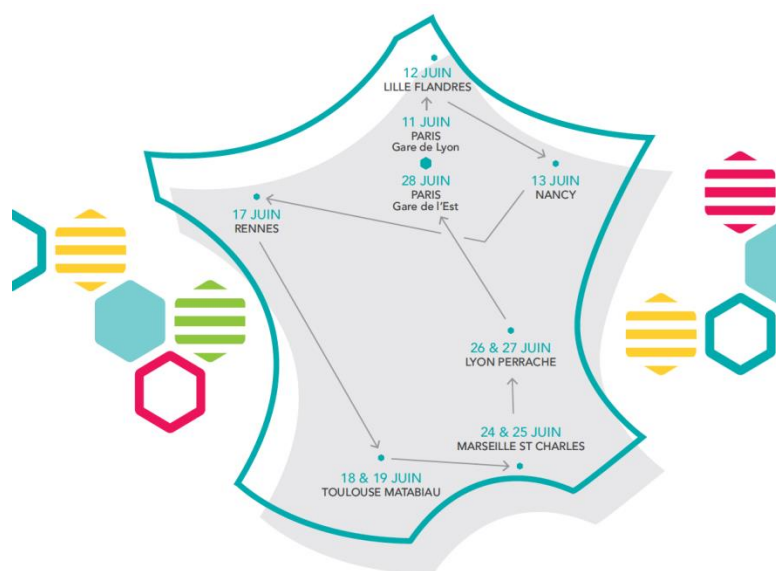 12 JUIN
LILLE FLANDRES
11 JUIN
PARIS
Gare de Lyon
28 JUIN
PARIS
Gare de l'Est
13 JUIN
NANCY
17 JUIN
RENNES
26 & 27 JUIN
LYON PERRACHE
24 & 25 JUIN
MARSEILLE ST CHARLES
18 & 19 JUIN
TOULOUSE MATABIAU